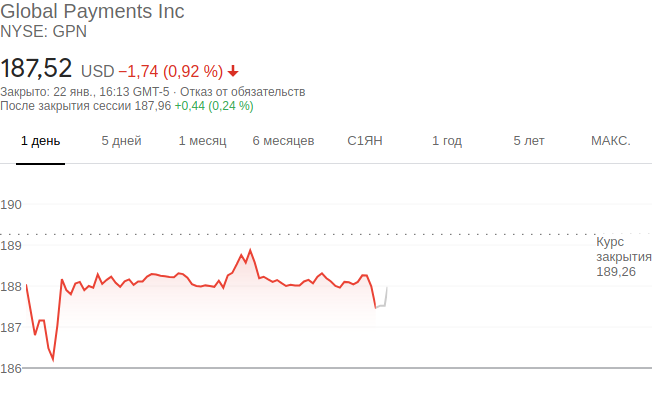 Global Payments Inc
NYSE: GPN
187,52 USD −1,74 (0,92 %)
Закрыто: 22 янв., 16:13 GMT-5 · Отказ от обязательств
После закрытия сессии 187,96 +0,44 (0,24 %)
1 день 5 дней 1 месяц 6 месяцев С1ЯН 1 год 5 лет МАКС.
190
189
188
187
186
Курс
закрытия
189,26